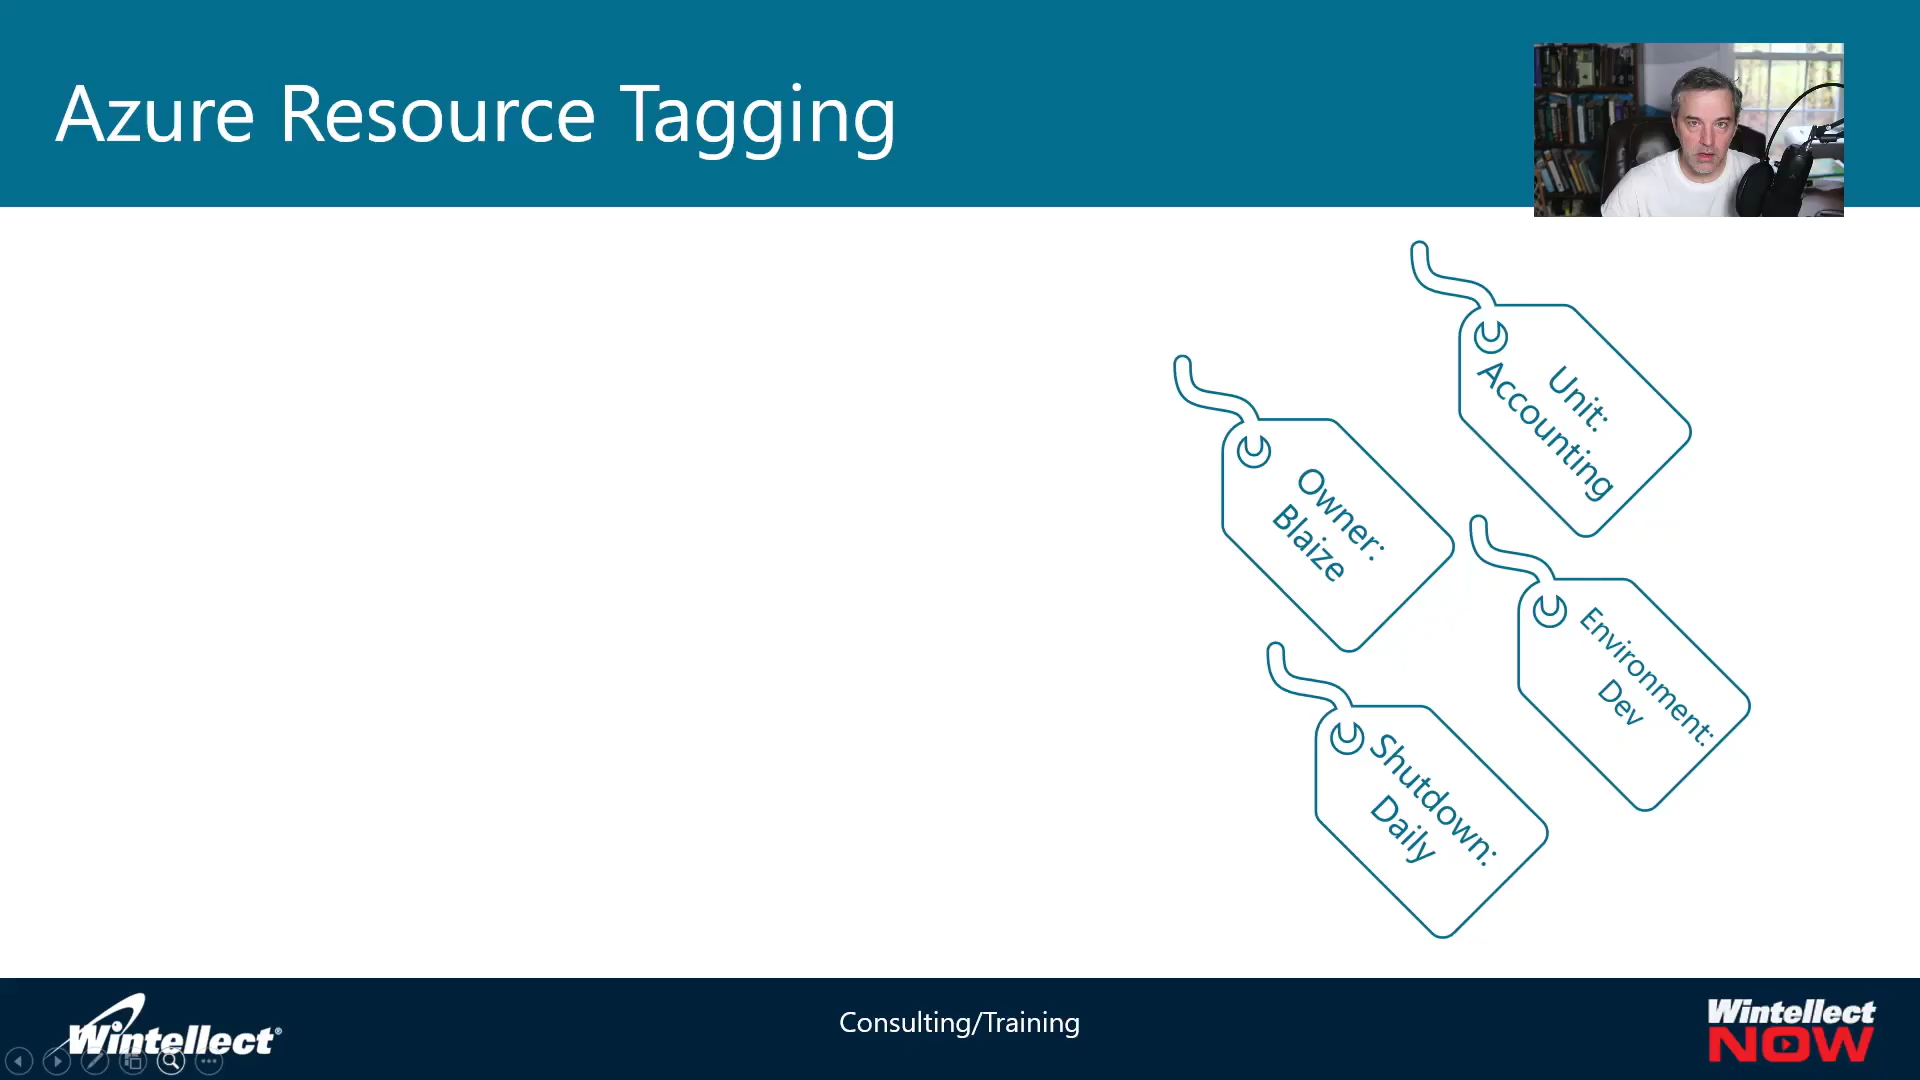 Azure Resource Tagging
Unit:
Accounting
Owner:
Blaize
Environment:
Dev
Shutdown:
Daily
Wintellect®
Consulting/Training
Wintellect
NOW